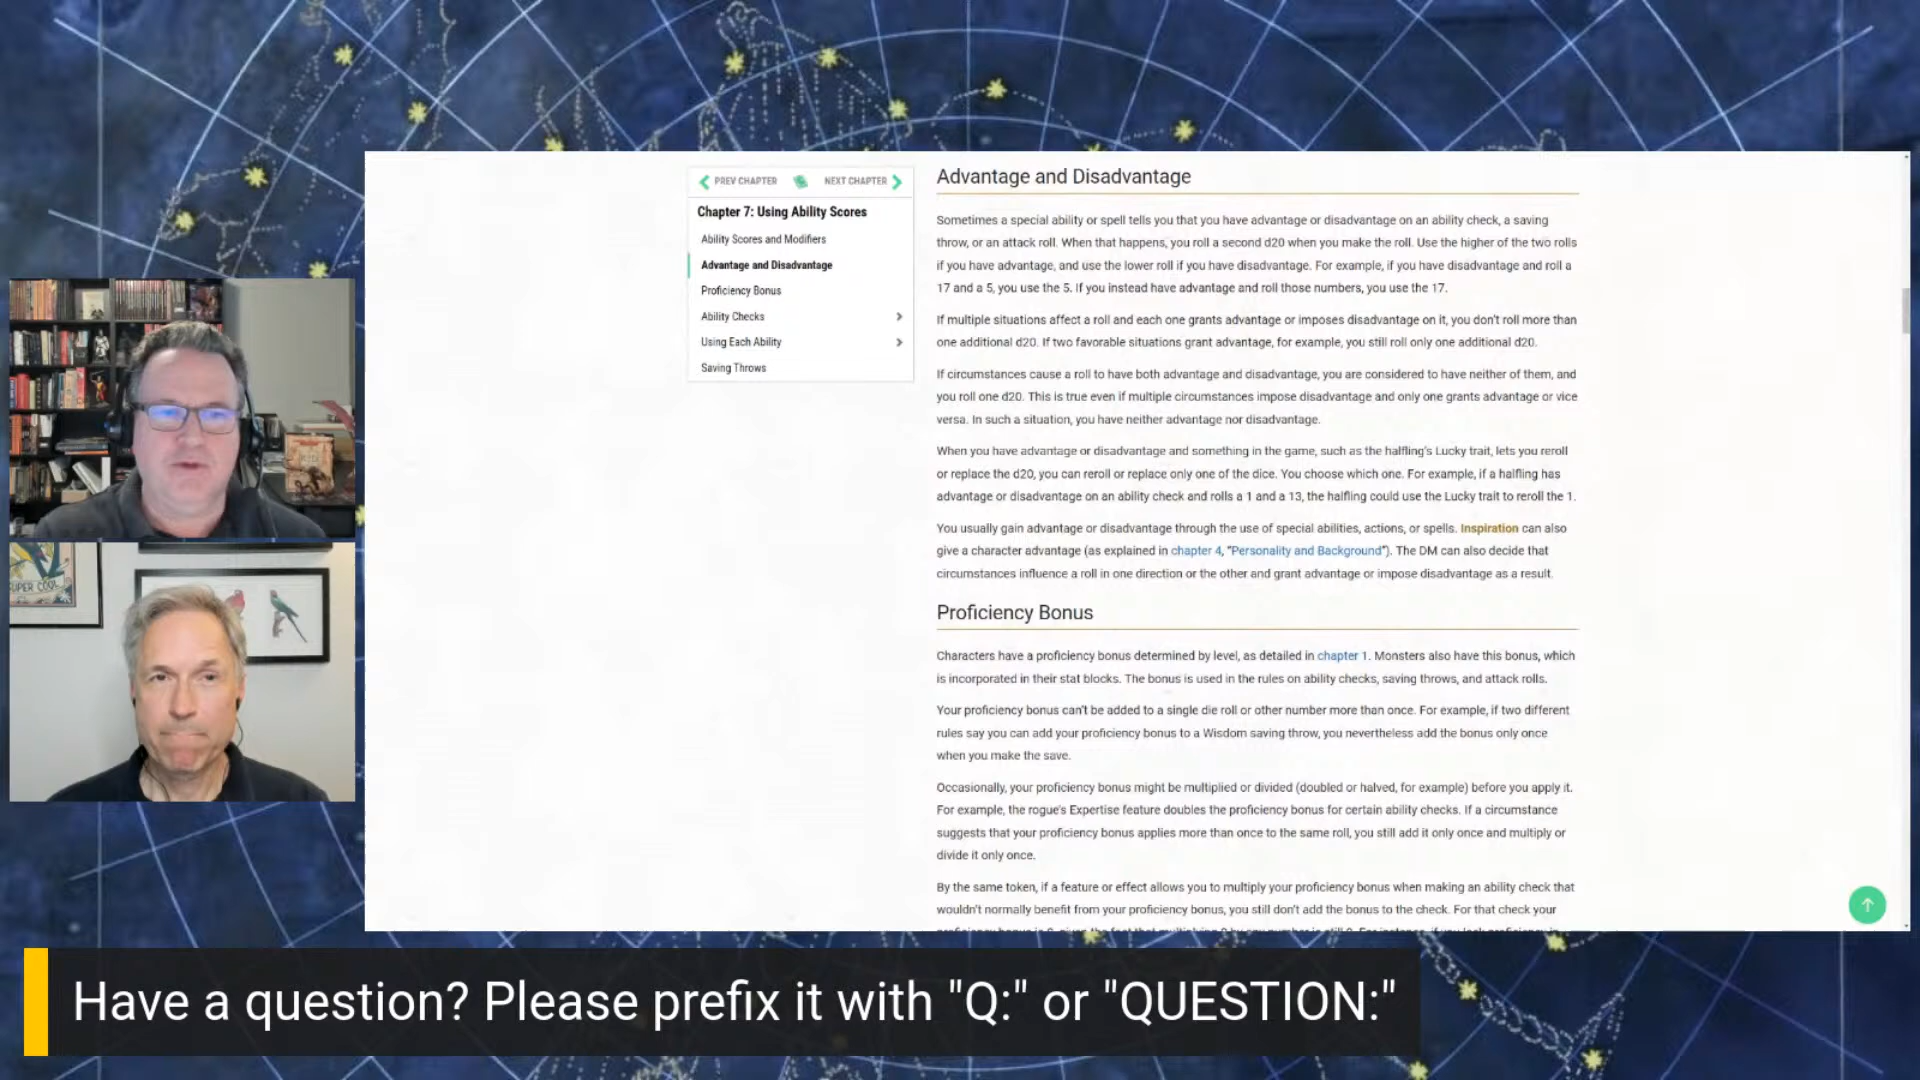 PREV CHAPTER
NEXT CHAPTER
Chapter 7: Using Ability Scores
Ability Scores and Modifiers
Advantage and Disadvantage
Proficiency Bonus
Ability Checks
Using Each Ability
Saving Throws
Advantage and Disadvantage
Sometimes a special ability or spell tells you that you have advantage or disadvantage on an ability check, a saving
throw, or an attack roll. When that happens, you roll a second d20 when you make the roll. Use the higher of the two rolls
if you have advantage, and use the lower roll if you have disadvantage. For example, if you have disadvantage and roll a
17 and a 5, you use the 5. If you instead have advantage and roll those numbers, you use the 17.
If multiple situations affect a roll and each one grants advantage or imposes disadvantage on it, you don't roll more than
one additional d20. If two favorable situations grant advantage, for example, you still roll only one additional d20.
If circumstances cause a roll to have both advantage and disadvantage, you are considered to have neither of them, and
you roll one d20. This is true even if multiple circumstances impose disadvantage and only one grants advantage or vice
versa. In such a situation, you have neither advantage nor disadvantage.
When you have advantage or disadvantage and something in the game, such as the halfling's Lucky trait, lets you reroll
or replace the d20, you can reroll or replace only one of the dice. You choose which one. For example, if a halfling has
advantage or disadvantage on an ability check and rolls a 1 and a 13, the halfling could use the Lucky trait to reroll the 1.
You usually gain advantage or disadvantage through the use of special abilities, actions, or spells. Inspiration can also
give a character advantage (as explained in chapter 4, "Personality and Background"). The DM can also decide that
circumstances influence a roll in one direction or the other and grant advantage or impose disadvantage as a result.
Proficiency Bonus
Characters have a proficiency bonus determined by level, as detailed in chapter 1. Monsters also have this bonus, which
is incorporated in their stat blocks. The bonus is used in the rules on ability checks, saving throws, and attack rolls.
Your proficiency bonus can't be added to a single die roll or other number more than once. For example, if two different
rules say you can add your proficiency bonus to a Wisdom saving throw, you nevertheless add the bonus only once
when you make the save.
Occasionally, your proficiency bonus might be multiplied or divided (doubled or halved, for example) before you apply it.
For example, the rogue's Expertise feature doubles the proficiency bonus for certain ability checks. If a circumstance
suggests that your proficiency bonus applies more than once to the same roll, you still add it only once and multiply or
divide it only once.
By the same token, if a feature or effect allows you to multiply your proficiency bonus when making an ability check that
wouldn't normally benefit from your proficiency bonus, you still don't add the bonus to the check. For that check your
SUPER COOL
Have a question? Please prefix it with "Q:" or "QUESTION:"